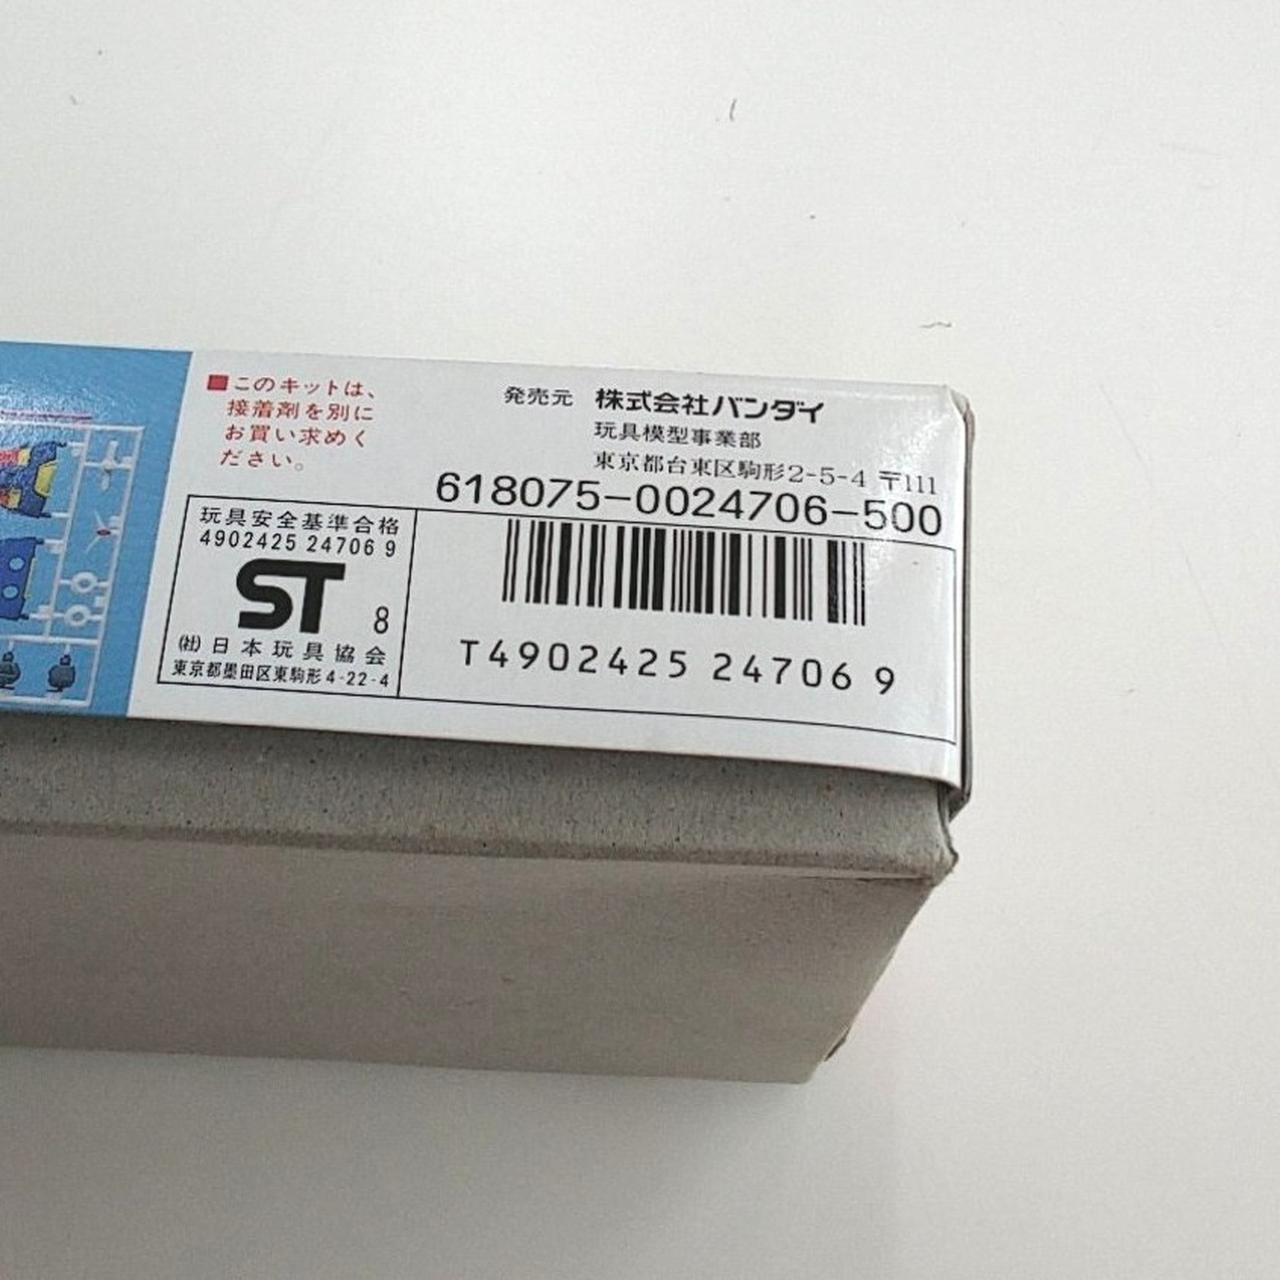 ■このキットは、
接着剤を別に
お買い求めく
ださい。
発売元 株式会社バンダイ
玩具模型事業部
東京都台東区駒形2-5-4 〒111
618075-0024706-500
玩具安全基準合格
4902425 24706 9
ST 8
(社)日本玩具協会
東京都墨田区東駒形4-22-4
T4902425 24706 9